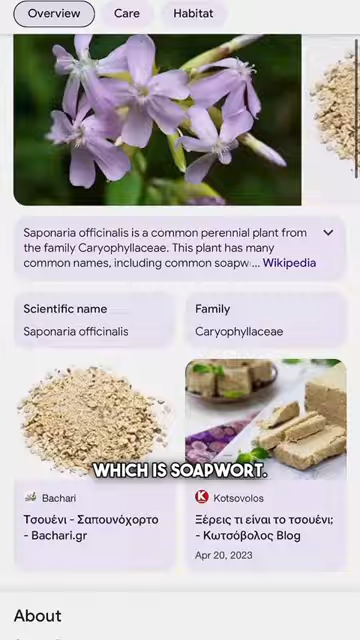 Overview Care Habitat
Saponaria officinalis is a common perennial plant from
the family Caryophyllaceae. This plant has many
common names, including common soapw... Wikipedia
Scientific name
Saponaria officinalis
Family
Caryophyllaceae
WHICH IS SOAPWORT.
Bachari
Τσουένι - Σαπουνόχορτο
- Bachari.gr
Kotsovolos
Ξέρεις τι είναι το τσουένι;
- Κωτσόβολος Blog
Apr 20, 2023
About